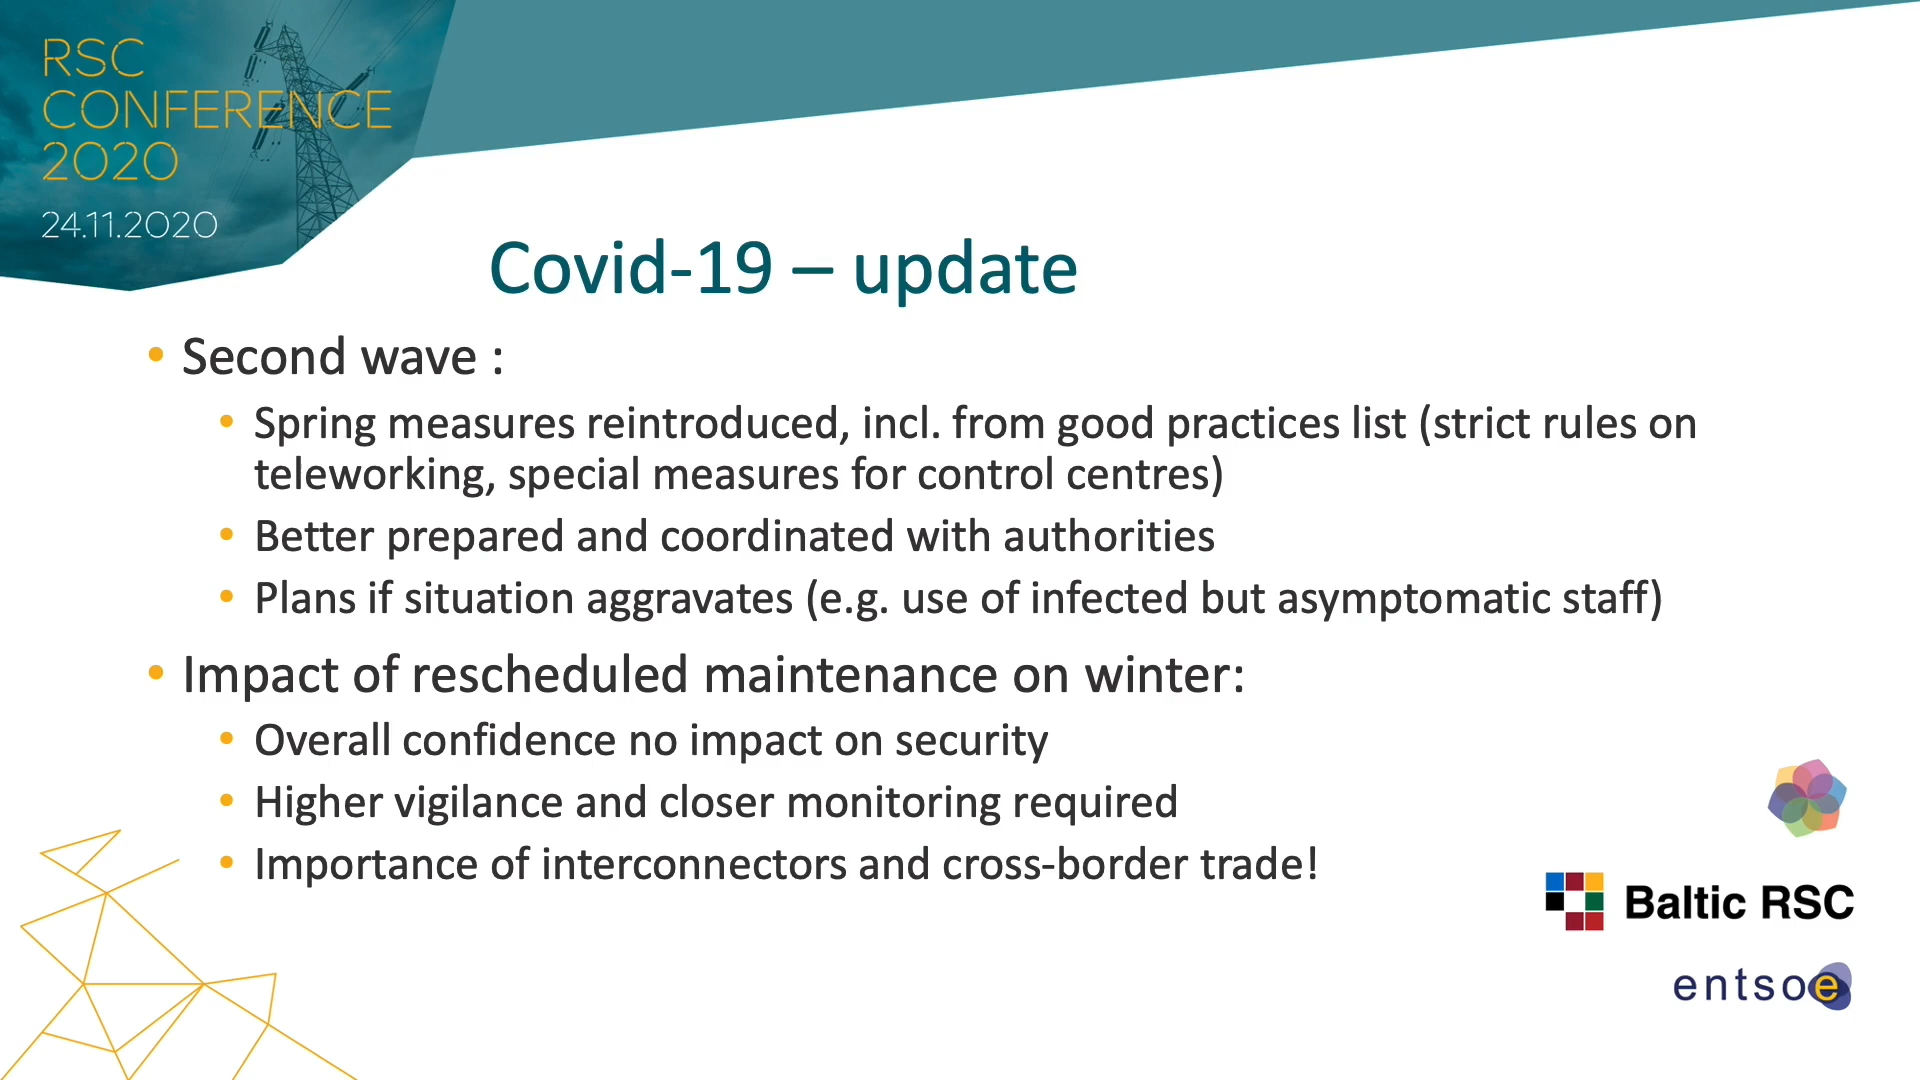 RSC
CONFERENCE
2020
24.11.2020
Covid-19 – update
• Second wave :
• Spring measures reintroduced, incl. from good practices list (strict rules on
teleworking, special measures for control centres)
• Better prepared and coordinated with authorities
• Plans if situation aggravates (e.g. use of infected but asymptomatic staff)
• Impact of rescheduled maintenance on winter:
• Overall confidence no impact on security
• Higher vigilance and closer monitoring required
• Importance of interconnectors and cross-border trade!
Baltic RSC
entsoe